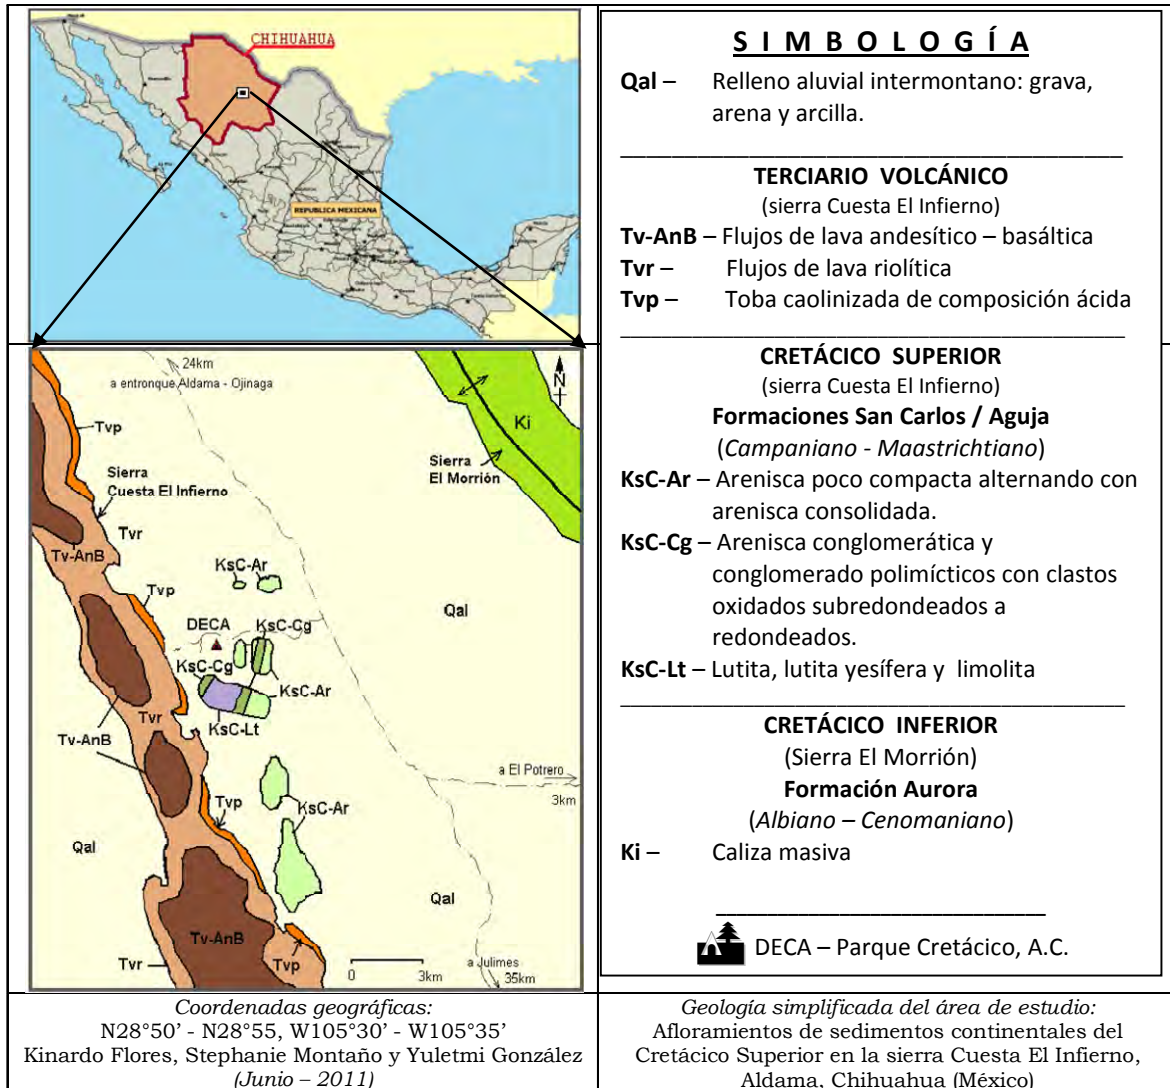 CHIHUAHUA
REPUBLICA MEXICANA
24km
a entronque Aldama - Ojinaga
N
Tvp
Ki
Sierra
El Morrión
Sierra
Cuesta El Infierno
Tvr
Tv-AnB
KsC-Ar
Tvp
Qal
DECA
KsC-Cg
KsC-Cg
KsC-Ar
Tvr
KsC-Lt
Tv-AnB
a El Potrero
3km
Tvp
KsC-Ar
Qal
Qal
Tv-AnB
Tvr
Tvp
0 3km
a Julimes
35km
SIMBOLOGÍA
Qal – Relleno aluvial intermontano: grava,
arena y arcilla.
TERCIARIO VOLCÁNICO
(sierra Cuesta El Infierno)
Tv-AnB – Flujos de lava andesítico – basáltica
Tvr – Flujos de lava riolítica
Tvp – Toba caolinizada de composición ácida
CRETÁCICO SUPERIOR
(sierra Cuesta El Infierno)
Formaciones San Carlos / Aguja
(Campaniano - Maastrichtiano)
KsC-Ar – Arenisca poco compacta alternando con
arenisca consolidada.
KsC-Cg – Arenisca conglomerática y
conglomerado polimícticos con clastos
oxidados subredondeados a
redondeados.
KsC-Lt – Lutita, lutita yesífera y limolita
CRETÁCICO INFERIOR
(Sierra El Morrión)
Formación Aurora
(Albiano – Cenomaniano)
Ki – Caliza masiva
DECA – Parque Cretácico, A.C.
Coordenadas geográficas:
N28°50’ - N28°55, W105°30’ - W105°35’
Kinardo Flores, Stephanie Montaño y Yuletmi González
(Junio – 2011)
Geología simplificada del área de estudio:
Afloramientos de sedimentos continentales del
Cretácico Superior en la sierra Cuesta El Infierno,
Aldama, Chihuahua (México)